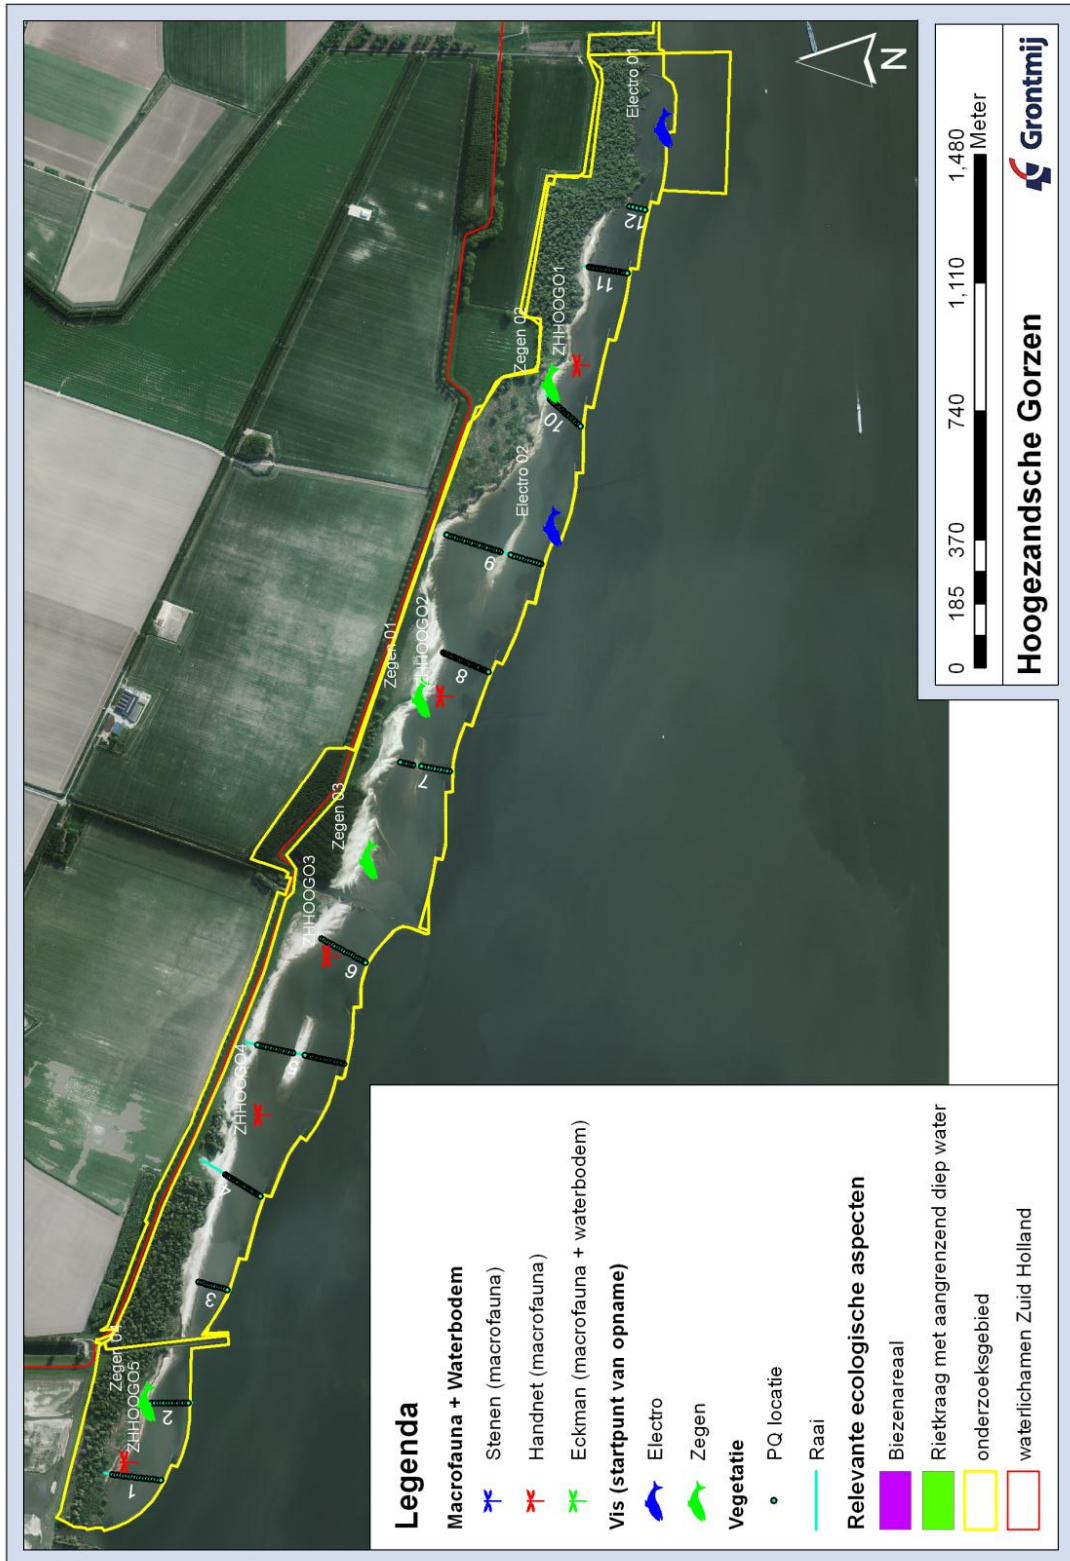 Zegen 04
ZHHOOGO5
1
2
3
4
ZHHOOGO4
5
ZHHOOGO3
6
Zegen 03
7
Zegen 01
ZHHOOGO2
8
9
Electro 02
Zegen 02
ZHHOOGO1
10
11
12
Electro 01
Legenda
Macrofauna + Waterbodem
Stenen (macrofauna)
Handnet (macrofauna)
Eckman (macrofauna + waterbodem)
Vis (startpunt van opname)
Electro
Zegen
Vegetatie
PQ locatie
Raai
Relevante ecologische aspecten
Biezenareaal
Rietkraag met aangrenzend diep water
onderzoeksgebied
waterlichamen Zuid Holland
N
0 185 370 740 1,110 1,480
Meter
Hoogezandsche Gorzen
Grontmij